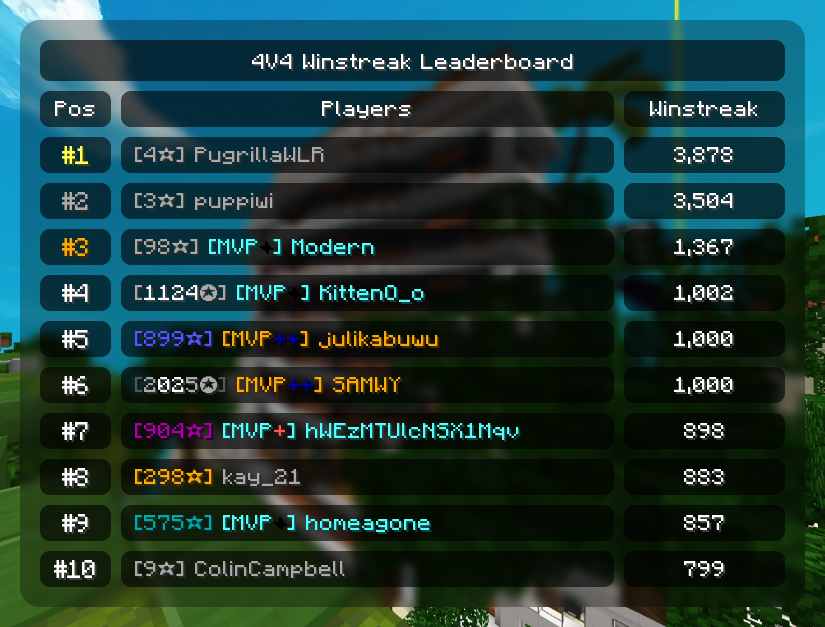 4V4 Winstreak Leaderboard
Pos Players Winstreak
#1 [4☆] PugrillaWLR 3,878
#2 [3☆] puppiwi 3,504
#3 [98☆] [MVP+] Modern 1,367
#4 [1124✪] [MVP+] KittenO_o 1,002
#5 [899☆] [MVP++] julikabuwu 1,000
#6 [2025✪] [MVP++] SAMWY 1,000
#7 [904☆] [MVP+] hWEzMTUlcNSX1Mqv 898
#8 [298☆] kay_21 883
#9 [575☆] [MVP+] homeagone 857
#10 [9☆] ColinCampbell 799